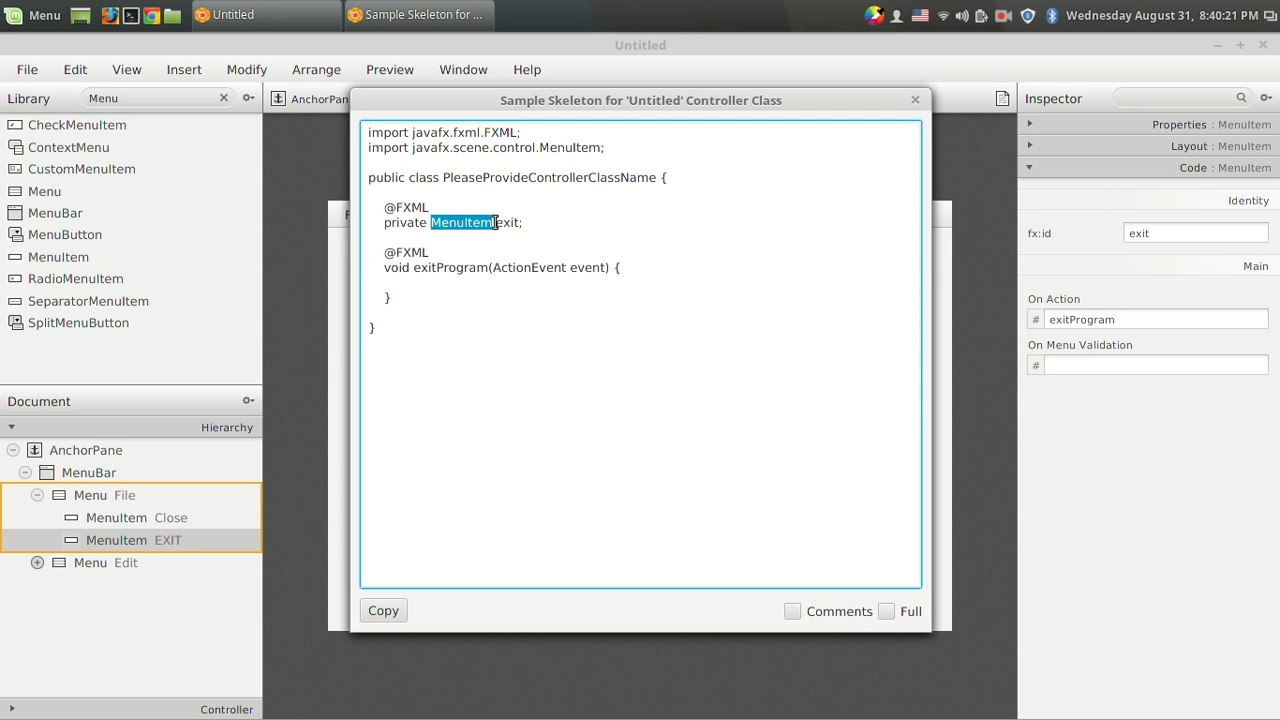 Menu
Untitled
Sample Skeleton for ...
Wednesday August 31, 8:40:21 PM
Untitled
File Edit View Insert Modify Arrange Preview Window Help
Library
Menu
CheckMenuItem
ContextMenu
CustomMenuItem
Menu
MenuBar
MenuButton
MenuItem
RadioMenuItem
SeparatorMenuItem
SplitMenuButton
Document
Hierarchy
AnchorPane
MenuBar
Menu File
MenuItem Close
MenuItem EXIT
Menu Edit
Controller
AnchorPan
Sample Skeleton for 'Untitled' Controller Class
import javafx.fxml.FXML;
import javafx.scene.control.MenuItem;
public class PleaseProvideControllerClassName {
@FXML
private MenuItem exit;
@FXML
void exitProgram(ActionEvent event) {
}
}
Copy
Comments
Full
Inspector
Properties : MenuItem
Layout : MenuItem
Code : MenuItem
Identity
fx:id
exit
Main
On Action
# exitProgram
On Menu Validation
#